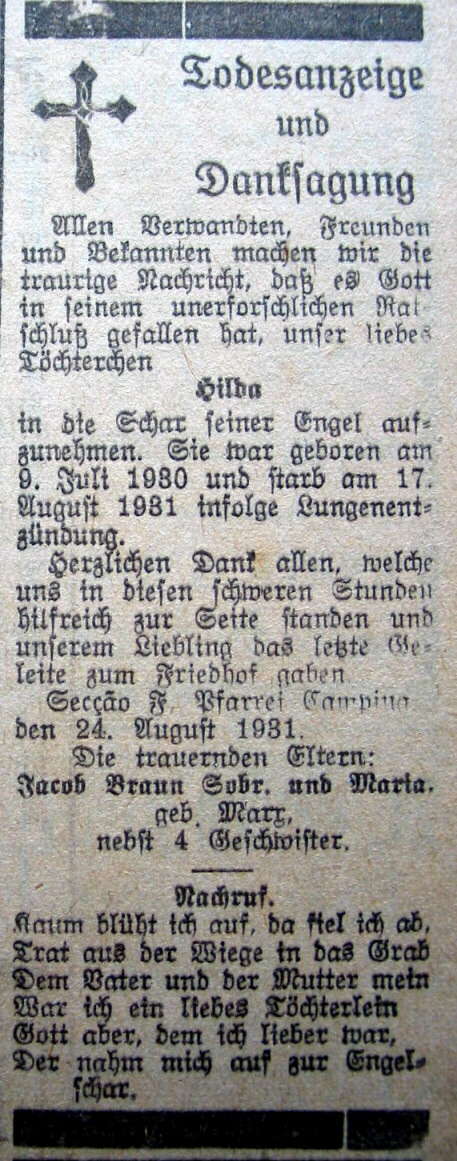 Todesanzeige
und
Danksagung
Allen Verwandten, Freunden
und Bekannten machen wir die
traurige Nachricht, daß es Gott
in seinem unerforschlichen Rat-
schluß gefallen hat, unser liebes
Töchterchen
Hilda
in die Schar seiner Engel auf-
zunehmen. Sie war geboren am
9. Juli 1930 und starb am 17.
August 1931 infolge Lungenent-
zündung.
Herzlichen Dank allen, welche
uns in diesen schweren Stunden
hilfreich zur Seite standen und
unserem Liebling das letzte Ge-
leite zum Friedhof gaben
Secção F, Pfarrei Campina
den 24. August 1931.
Die trauernden Eltern:
Jacob Braun Sobr. und Maria,
geb. Marx,
nebst 4 Geschwister.
Nachruf.
Kaum blüht ich auf, da fiel ich ab,
Trat aus der Wiege in das Grab
Dem Vater und der Mutter mein
War ich ein liebes Töchterlein
Gott aber, dem ich lieber war,
Der nahm mich auf zur Engel-
schar.